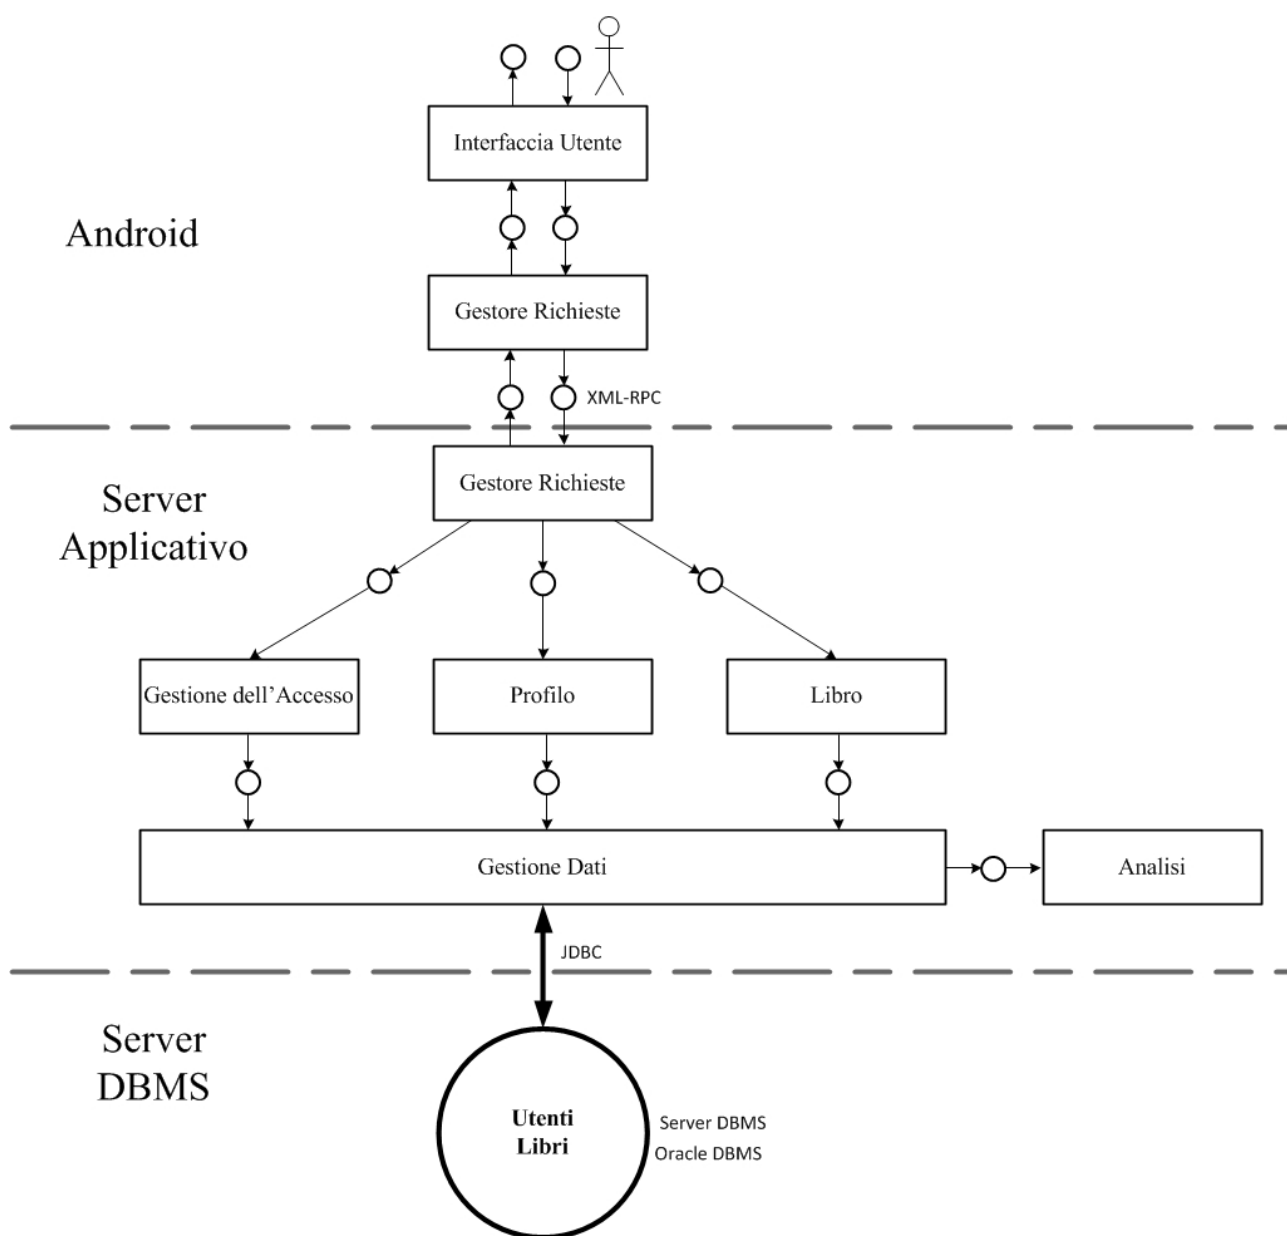 Interfaccia Utente
Android
Gestore Richieste
XML-RPC
Server
Applicativo
Gestore Richieste
Gestione dell'Accesso
Profilo
Libro
Gestione Dati
Analisi
JDBC
Server
DBMS
Utenti
Libri
Server DBMS
Oracle DBMS